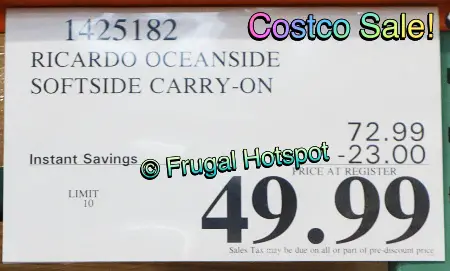 Costco Sale!
1425182
RICARDO OCEANSIDE
SOFTSIDE CARRY-ON
72.99
Instant Savings -23.00
© Frugal Hotspot
PRICE AT REGISTER
LIMIT
10
49.99
Sales Tax may be due on all or part of pre-discount price